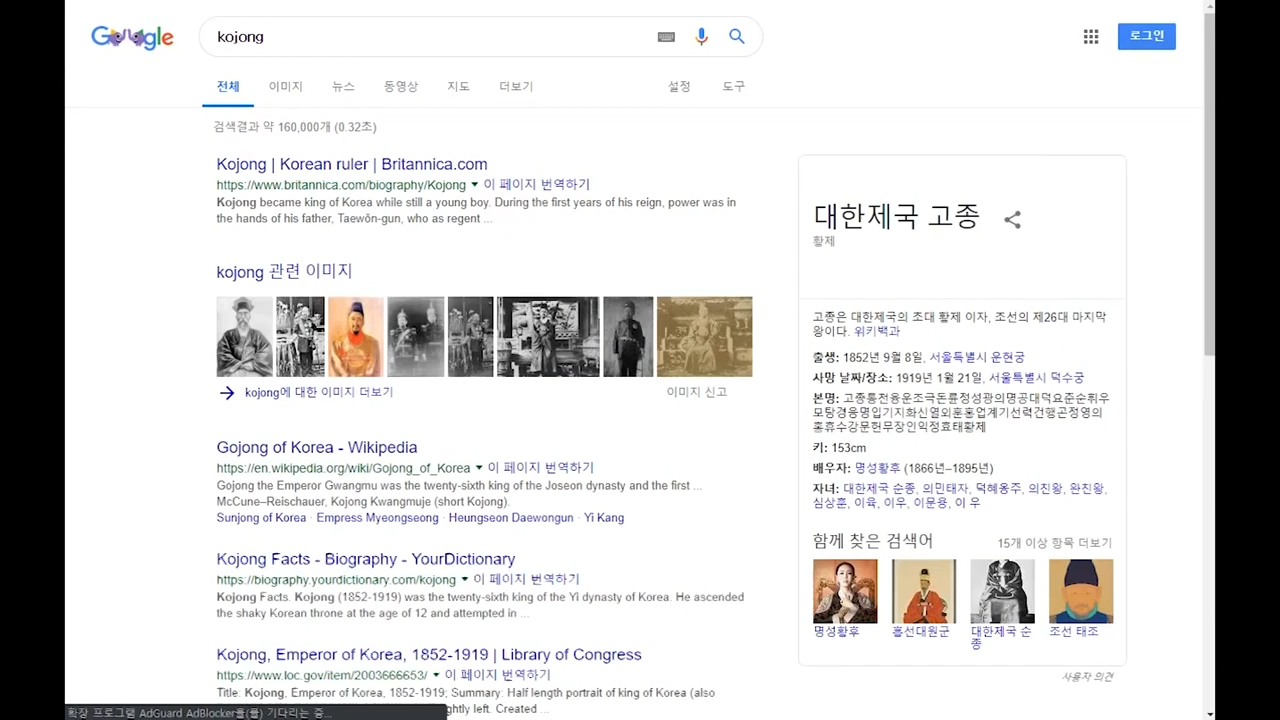 Google
kojong
로그인
전체 이미지 뉴스 동영상 지도 더보기 설정 도구
검색결과 약 160,000개 (0.32초)
Kojong | Korean ruler | Britannica.com
https://www.britannica.com/biography/Kojong ▼ 이 페이지 번역하기
Kojong became king of Korea while still a young boy. During the first years of his reign, power was in
the hands of his father, Taewŏn-gun, who as regent ...
kojong 관련 이미지
kojong에 대한 이미지 더보기 이미지 신고
Gojong of Korea - Wikipedia
https://en.wikipedia.org/wiki/Gojong_of_Korea ▼ 이 페이지 번역하기
Gojong the Emperor Gwangmu was the twenty-sixth king of the Joseon dynasty and the first ...
McCune–Reischauer, Kojong Kwangmuje (short Kojong).
Sunjong of Korea · Empress Myeongseong · Heungseon Daewongun · Yi Kang
Kojong Facts - Biography - YourDictionary
https://biography.yourdictionary.com/kojong ▼ 이 페이지 번역하기
Kojong Facts. Kojong (1852-1919) was the twenty-sixth king of the Yi dynasty of Korea. He ascended
the shaky Korean throne at the age of 12 and attempted in ...
Kojong, Emperor of Korea, 1852-1919 | Library of Congress
https://www.loc.gov/item/2003666653/ ▼ 이 페이지 번역하기
Title: Kojong, Emperor of Korea, 1852-1919; Summary: Half length portrait of king of Korea (also
left. Created ...
확장 프로그램 AdGuard AdBlocker을(를) 기다리는 중...
대한제국 고종
황제
고종은 대한제국의 초대 황제 이자, 조선의 제26대 마지막
왕이다. 위키백과
출생: 1852년 9월 8일, 서울특별시 운현궁
사망 날짜/장소: 1919년 1월 21일, 서울특별시 덕수궁
본명: 고종통천융운조극돈륜정성광의명공대덕요준순휘우
모탕경응명입기지화신열외훈홍업계기선력건행곤정영의
홍휴수강문헌무장인익정효태황제
키: 153cm
배우자: 명성황후 (1866년–1895년)
자녀: 대한제국 순종, 의민태자, 덕혜옹주, 의친왕, 완친왕,
심상훈, 이육, 이우, 이문용, 이 우
함께 찾은 검색어 15개 이상 항목 더보기
명성황후 흥선대원군 대한제국 순 조선 태조
종
사용자 의견